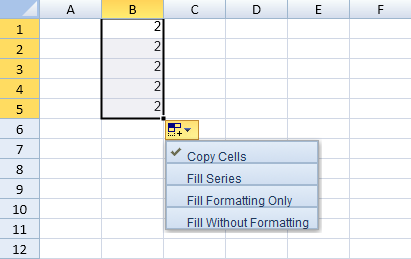 A B C D E F
1 2
2 2
3 2
4 2
5 2
6
7
Copy Cells
8
Fill Series
9
Fill Formatting Only
10
Fill Without Formatting
11
12